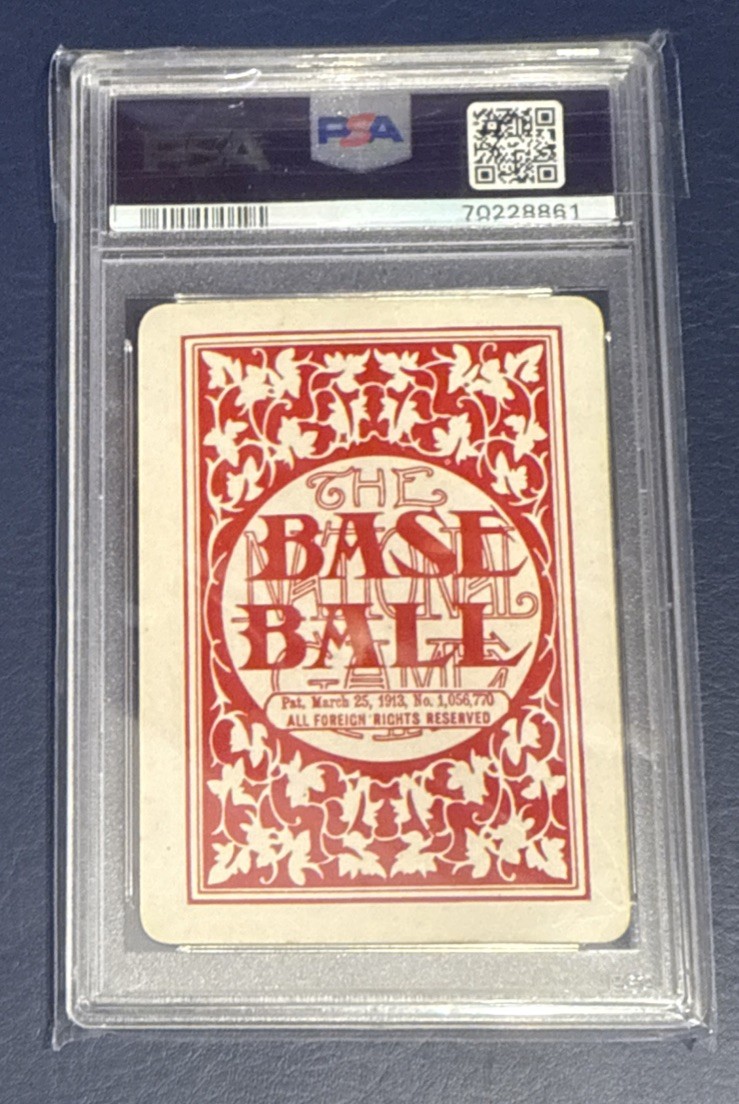 PSA
PSA
70228861
THE
BASE
NATIONAL
BALL
GAME
Pat, March 25, 1913, No. 1,056,770
ALL FOREIGN RIGHTS RESERVED